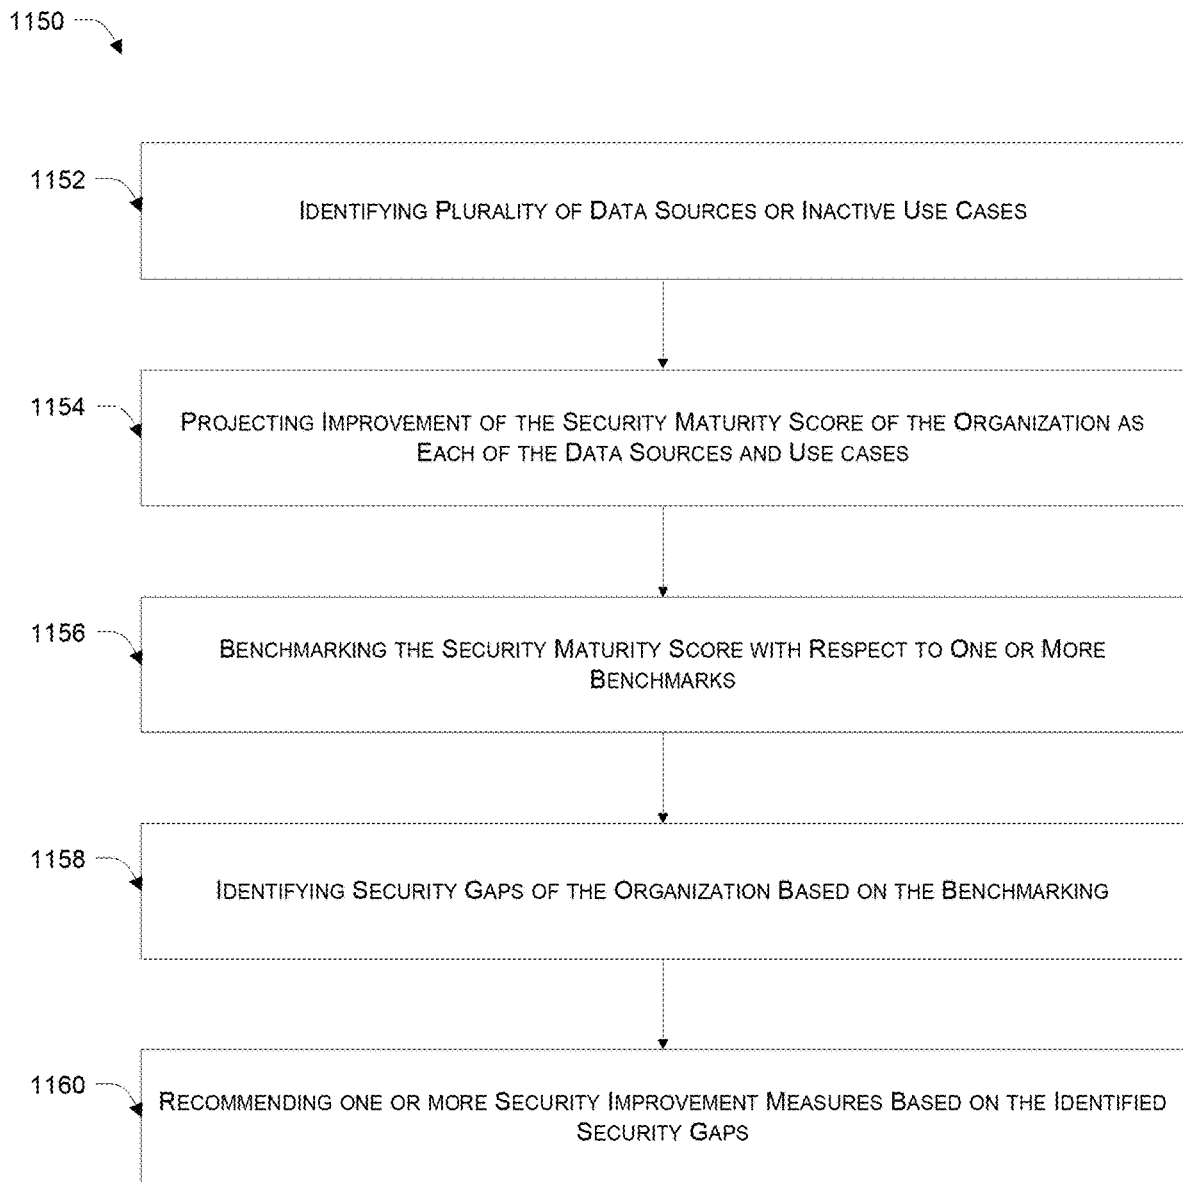 1150
1152
Identifying Plurality of Data Sources or Inactive Use Cases
1154
Projecting Improvement of the Security Maturity Score of the Organization as
Each of the Data Sources and Use cases
1156
Benchmarking the Security Maturity Score with Respect to One or More
Benchmarks
1158
Identifying Security Gaps of the Organization Based on the Benchmarking
1160
Recommending one or more Security Improvement Measures Based on the Identified
Security Gaps